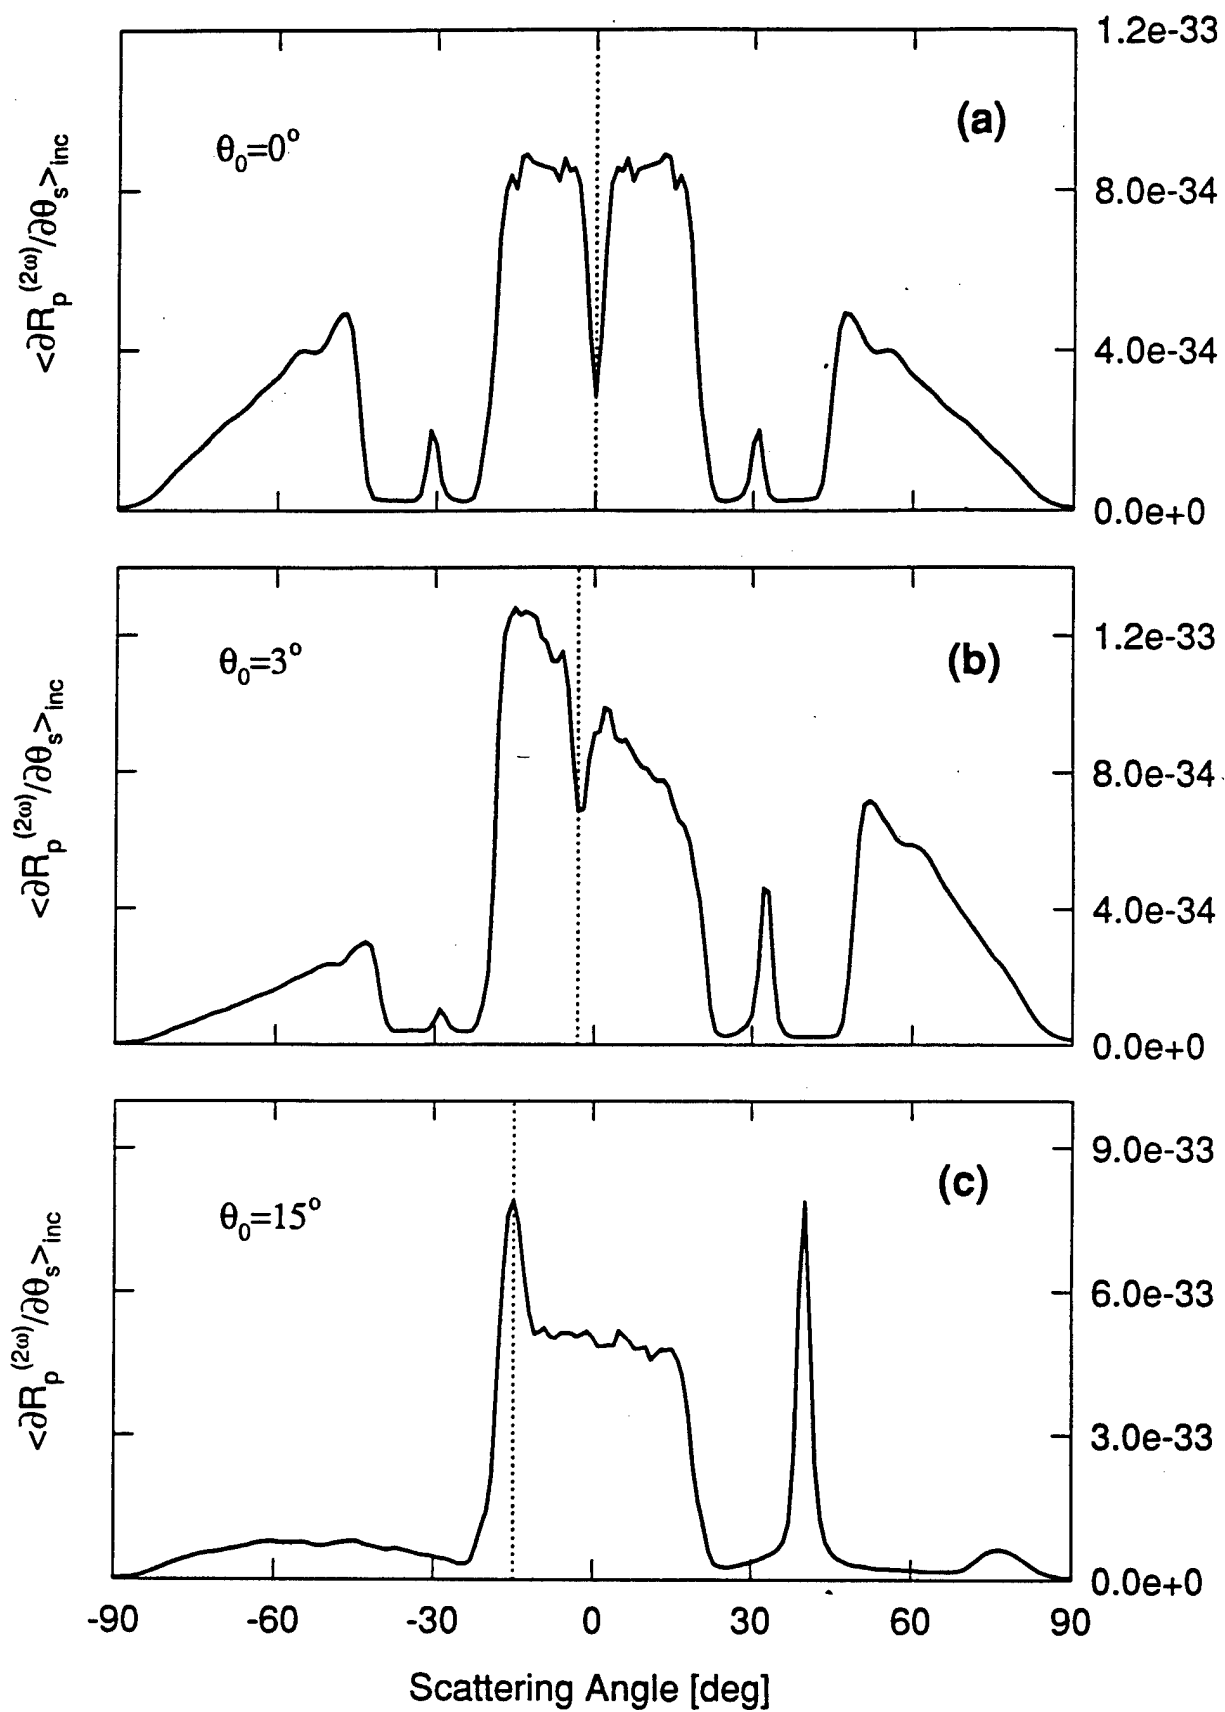 1.2e-33
(a)
θ₀=0°
8.0e-34
<∂Rₚ⁽²ω⁾/∂θₛ>inc
4.0e-34
0.0e+0
1.2e-33
(b)
θ₀=3°
8.0e-34
<∂Rₚ⁽²ω⁾/∂θₛ>inc
4.0e-34
0.0e+0
9.0e-33
(c)
θ₀=15°
6.0e-33
<∂Rₚ⁽²ω⁾/∂θₛ>inc
3.0e-33
0.0e+0
-90 -60 -30 0 30 60 90
Scattering Angle [deg]